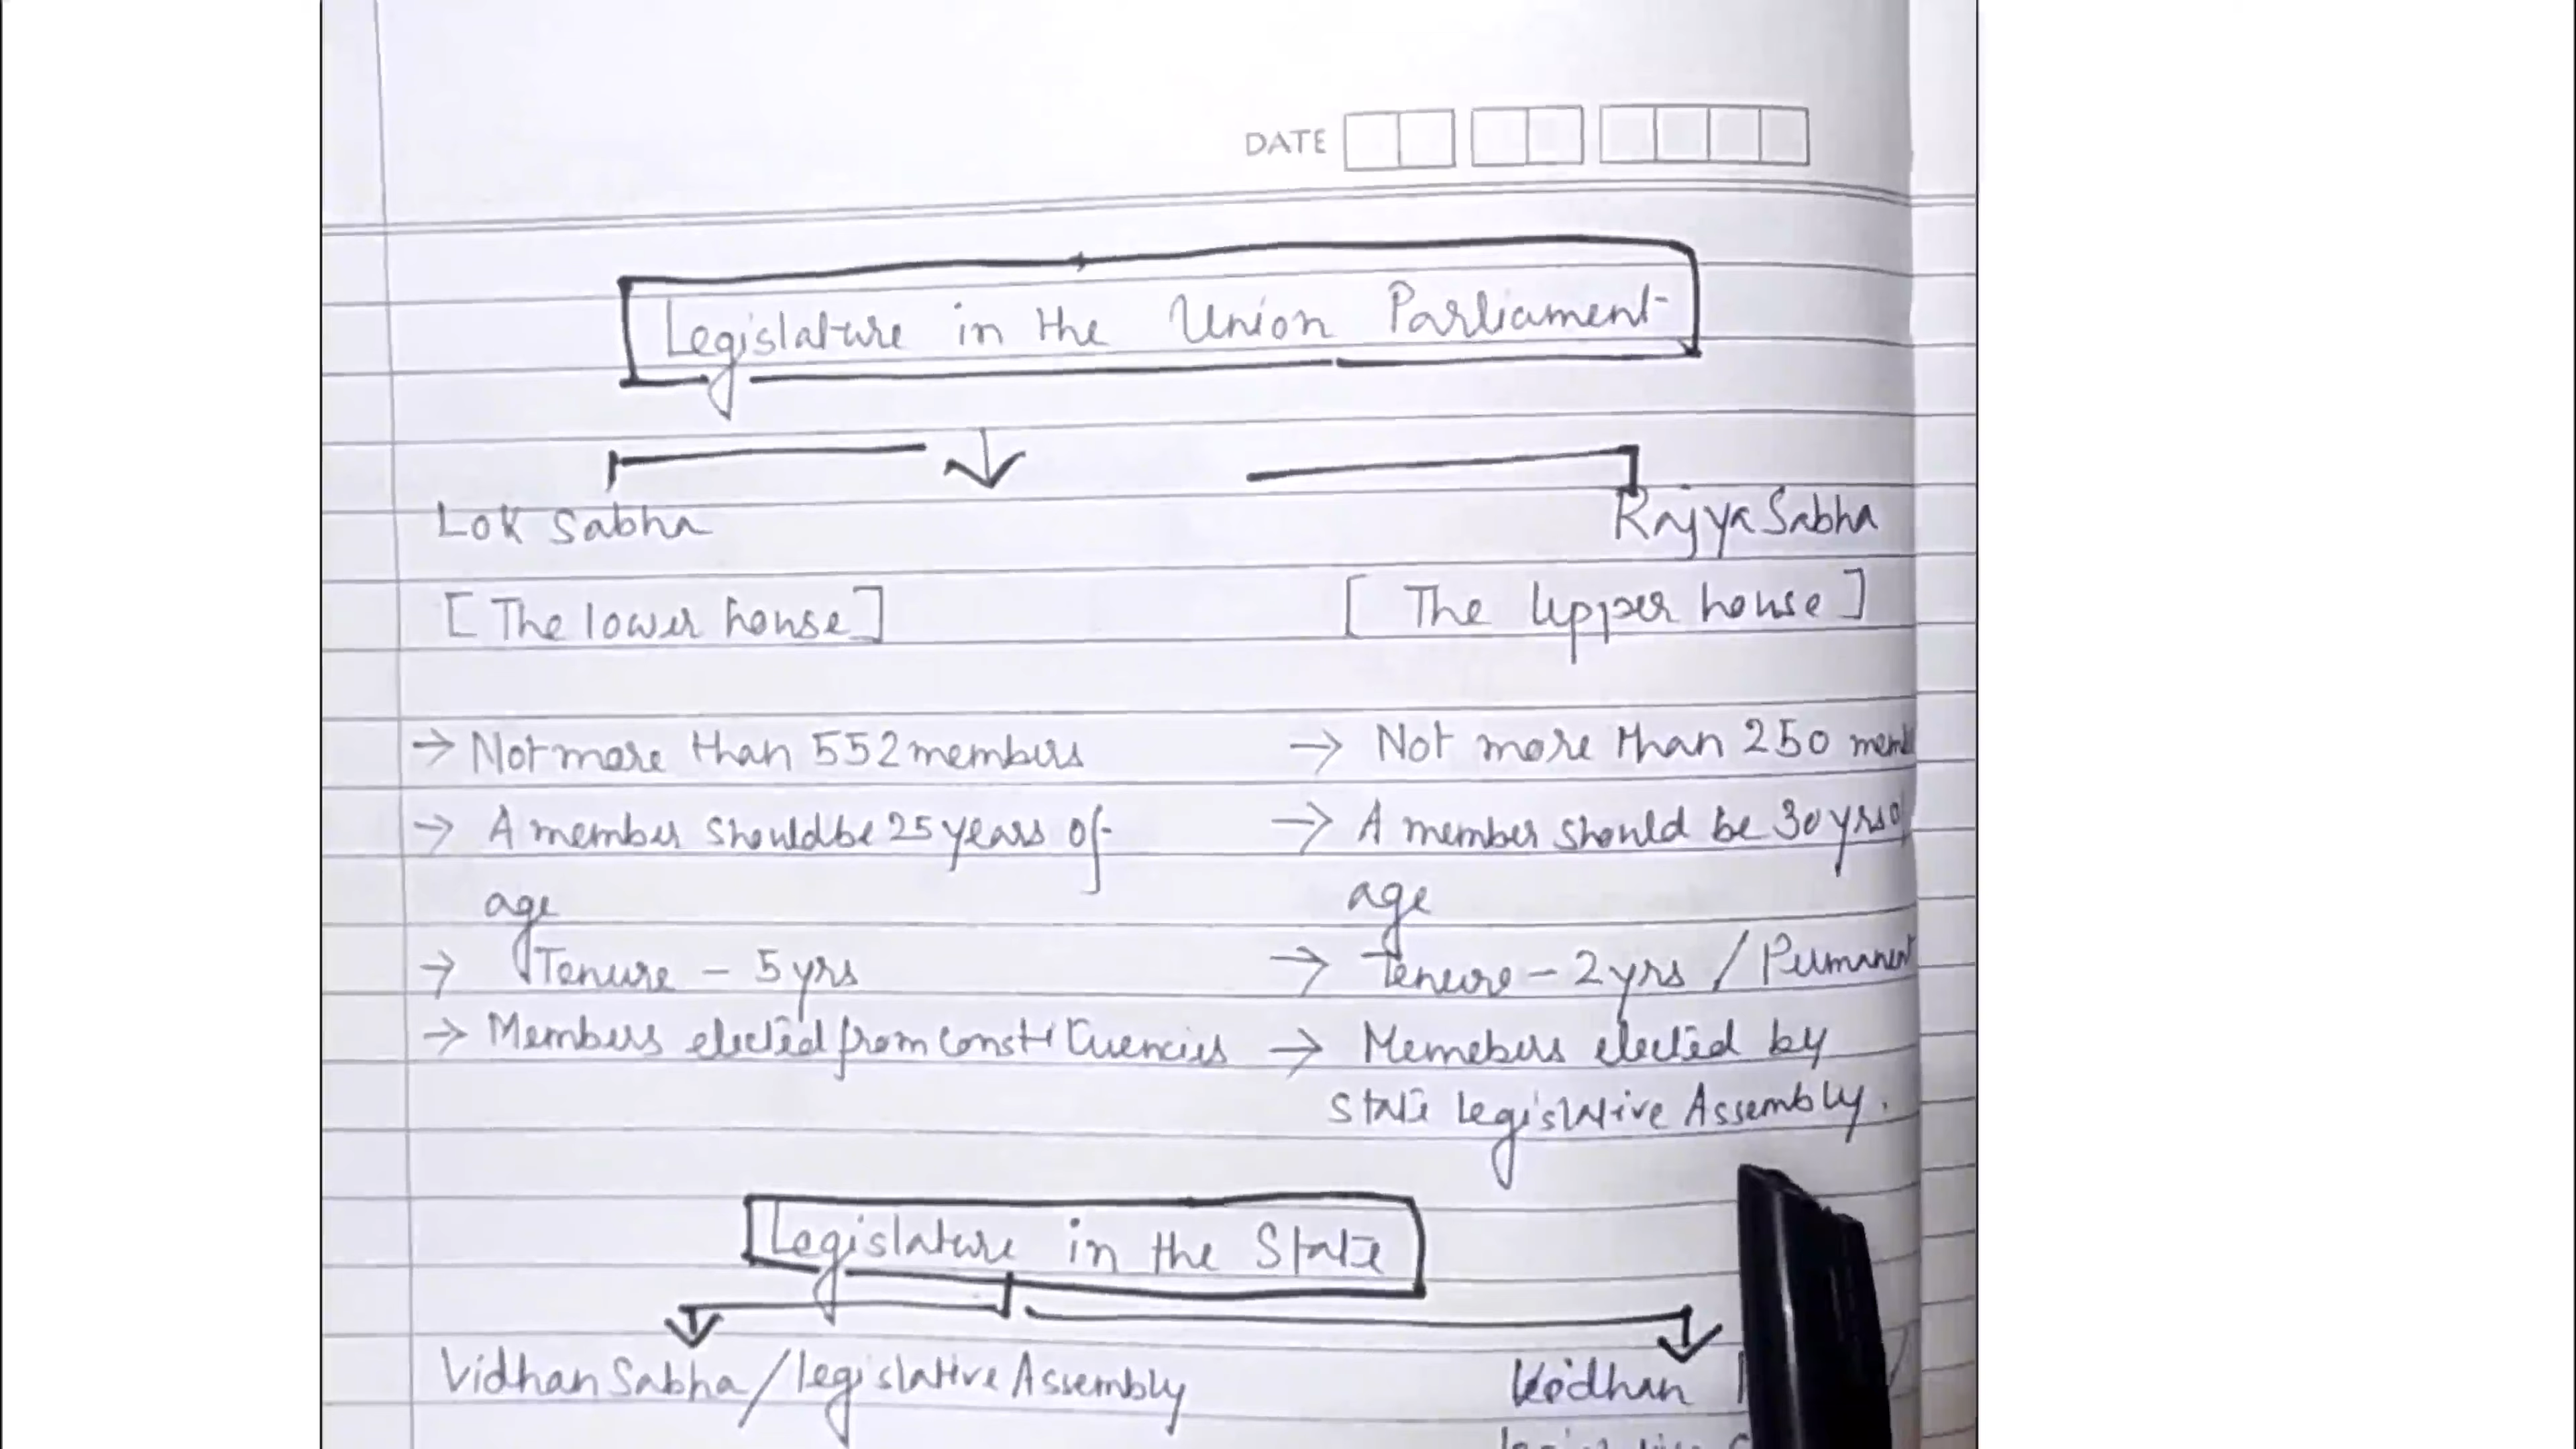 DATE
Legislature in the Union Parliament
Lok Sabha
Rajya Sabha
[The lower house]
[The Upper house]
→ Not more than 552 members
→ Not more than 250
→ A member should be 25 years of
→ A member should be 30 yrs
age
age
→ Tenure - 5 yrs
→ Tenure - 2 yrs / Permanent
→ Members elected from constituencies
→ Memebers elected by
State legislative Assembly.
Legislature in the State
Vidhan Sabha/legislative Assembly
Vidhan